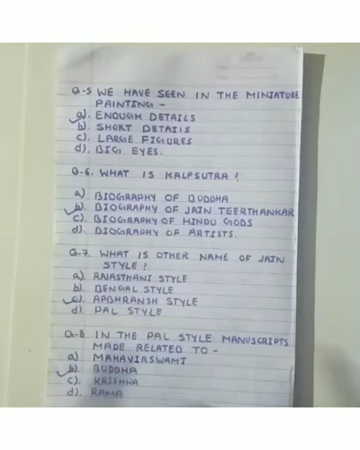 Q-5 WE HAVE SEEN IN THE MINIATURE
PAINTING -
a). ENOUGH DETAILS
b). SHORT DETAILS
c). LARGE FIGURES
d). BIG EYES.
Q-6. WHAT IS KALPSUTRA ?
a) BIOGRAPHY OF BUDDHA
b). BIOGRAPHY OF JAIN TEERTHANKAR
c). BIOGRAPHY OF HINDU GODS
d). BIOGRAPHY OF ARTISTS.
Q-7. WHAT IS OTHER NAME OF JAIN
STYLE ?
a). RAJASTHANI STYLE
b). BENGAL STYLE
c). APBHRANSH STYLE
d). PAL STYLE
Q-8 IN THE PAL STYLE MANUSCRIPTS
MADE RELATED TO -
a) MAHAVIRSWAMI
b). BUDDHA
c). KRISHNA
d). RAMA